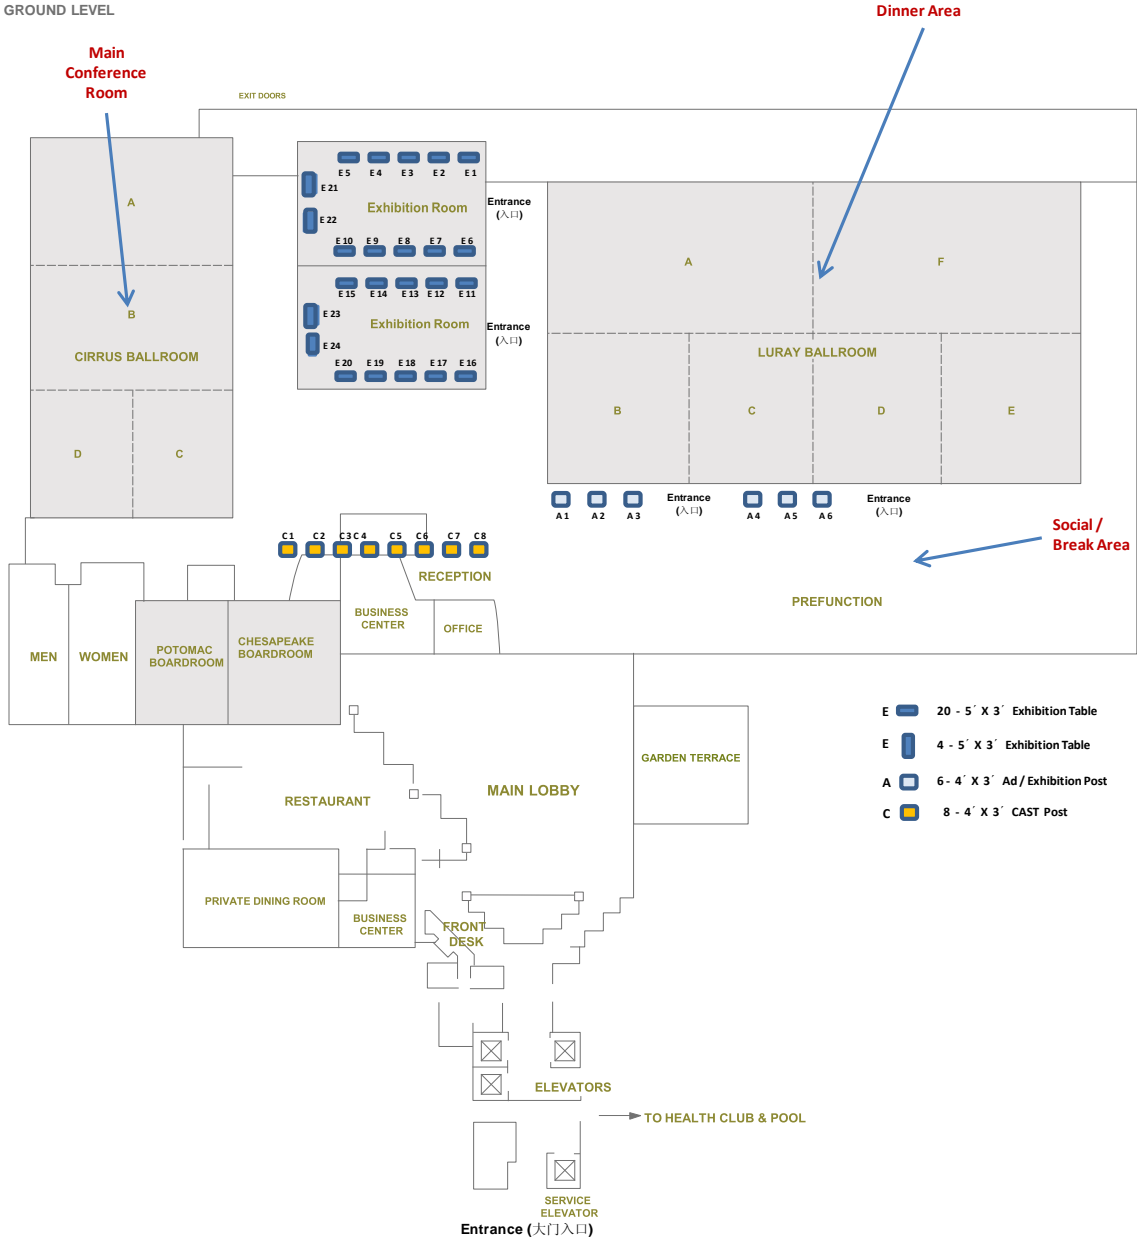 GROUND LEVEL
Dinner Area
Main
Conference
Room
EXIT DOORS
E 5 E 4 E 3 E 2 E 1
E 21
A
Exhibition Room
Entrance
(入口)
E 22
E 10 E 9 E 8 E 7 E 6
A
F
E 15 E 14 E 13 E 12 E 11
E 23
B
Exhibition Room
Entrance
(入口)
E 24
CIRRUS BALLROOM
LURAY BALLROOM
E 20 E 19 E 18 E 17 E 16
B
C
D
E
D
C
Entrance
(入口)
Entrance
(入口)
A 1 A 2 A 3
A 4 A 5 A 6
Social /
Break Area
C 1 C 2 C 3 C 4 C 5 C 6 C 7 C 8
RECEPTION
PREFUNCTION
BUSINESS
CENTER
OFFICE
MEN
WOMEN
POTOMAC
BOARDROOM
CHESAPEAKE
BOARDROOM
E 20 - 5´ X 3´ Exhibition Table
E 4 - 5´ X 3´ Exhibition Table
A 6 - 4´ X 3´ Ad / Exhibition Post
C 8 - 4´ X 3´ CAST Post
GARDEN TERRACE
MAIN LOBBY
RESTAURANT
PRIVATE DINING ROOM
BUSINESS
CENTER
FRONT
DESK
ELEVATORS
TO HEALTH CLUB & POOL
SERVICE
ELEVATOR
Entrance (大门入口)